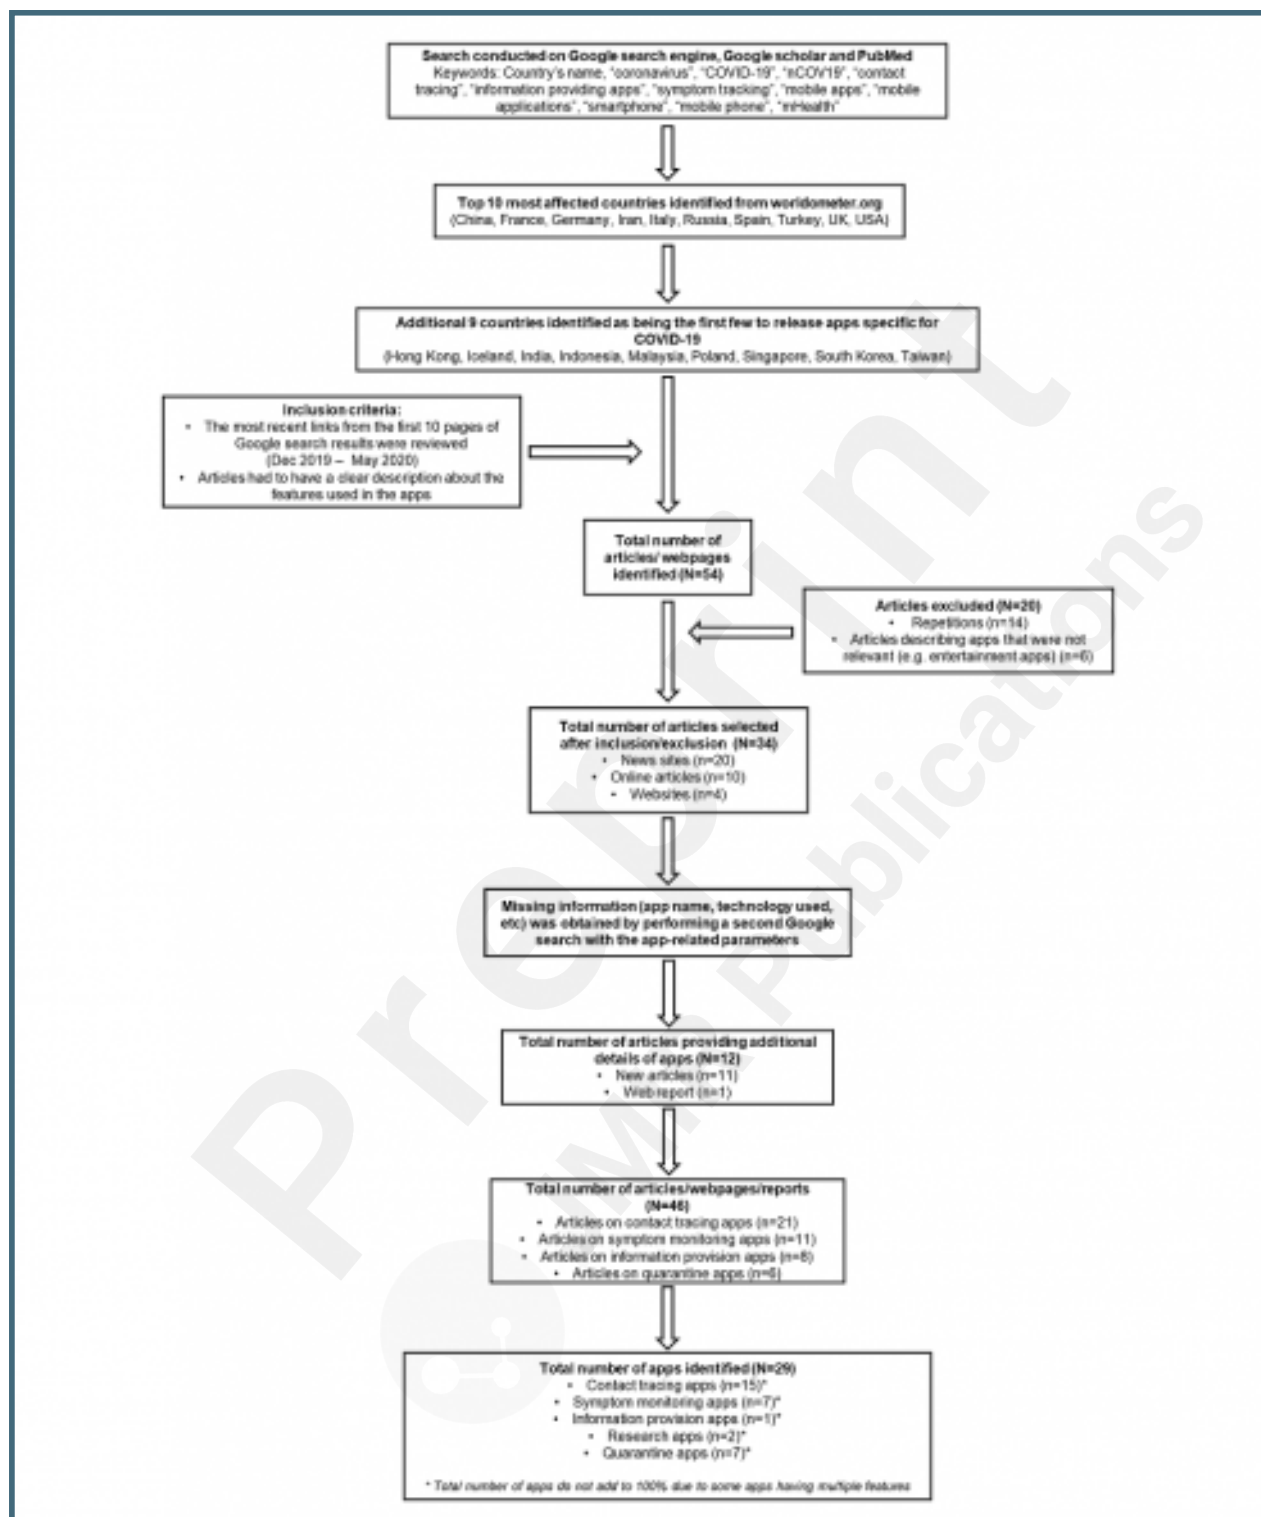 Search conducted on Google search engine, Google scholar and PubMed
Keywords: Country's name, "coronavirus", "COVID-19", "nCOV19", "contact
tracing", "information providing apps", "symptom tracking", "mobile apps", "mobile
applications", "smartphone", "mobile phone", "mHealth"
Top 10 most affected countries identified from worldometer.org
(China, France, Germany, Iran, Italy, Russia, Spain, Turkey, UK, USA)
Additional 9 countries identified as being the first few to release apps specific for
COVID-19
(Hong Kong, Iceland, India, Indonesia, Malaysia, Poland, Singapore, South Korea, Taiwan)
Inclusion criteria:
• The most recent links from the first 10 pages of
Google search results were reviewed
(Dec 2019 – May 2020)
• Articles had to have a clear description about the
features used in the apps
Total number of
articles/ webpages
identified (N=54)
Articles excluded (N=20)
• Repetitions (n=14)
• Articles describing apps that were not
relevant (e.g. entertainment apps) (n=6)
Total number of articles selected
after inclusion/exclusion (N=34)
• News sites (n=20)
• Online articles (n=10)
• Websites (n=4)
Missing information (app name, technology used,
etc) was obtained by performing a second Google
search with the app-related parameters
Total number of articles providing additional
details of apps (N=12)
• New articles (n=11)
• Web report (n=1)
Total number of articles/webpages/reports
(N=46)
• Articles on contact tracing apps (n=21)
• Articles on symptom monitoring apps (n=11)
• Articles on information provision apps (n=8)
• Articles on quarantine apps (n=6)
Total number of apps identified (N=29)
• Contact tracing apps (n=15)*
• Symptom monitoring apps (n=7)*
• Information provision apps (n=1)*
• Research apps (n=2)*
• Quarantine apps (n=7)*
* Total number of apps do not add to 100% due to some apps having multiple features
Preprint
JMIR Publications